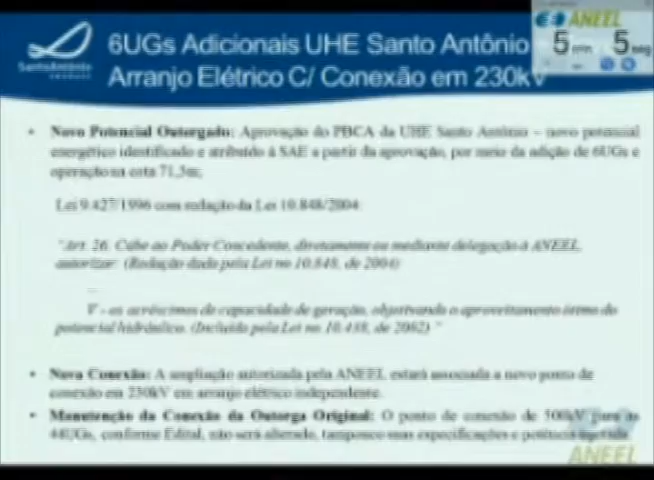 ANEEL
5 min 5 seg
Santo Antônio
6UGs Adicionais UHE Santo Antônio
Arranjo Elétrico C/ Conexão em 230kV
• Novo Potencial Outorgado: Aprovação do PBCA da UHE Santo Antônio – novo potencial
energético identificado e atribuído à SAE a partir da aprovação, por meio da adição de 6UGs e
operação na cota 71,5m;
Lei 9.427/1996 com redação da Lei 10.848/2004:
"Art. 26. Cabe ao Poder Concedente, diretamente ou mediante delegação à ANEEL,
autorizar: (Redação dada pela Lei no 10.848, de 2004)
V - os acréscimos de capacidade de geração, objetivando o aproveitamento ótimo do
potencial hidráulico. (Incluído pela Lei no 10.438, de 2002)."
• Nova Conexão: A ampliação autorizada pela ANEEL estará associada a novo ponto de
conexão em 230kV em arranjo elétrico independente.
• Manutenção da Conexão da Outorga Original: O ponto de conexão de 500kV para as
44UGs, conforme Edital, não será alterado, tampouco suas especificações e potência injetada.
ANEEL